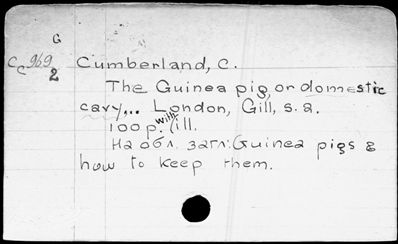 G
Cc 969
2
Cumberland, C.
The Guinea pig, or domestic
cavy,.. London, Gill, s.a.
100 p. with ill.
На обл. загл: Guinea pigs &
how to keep them.